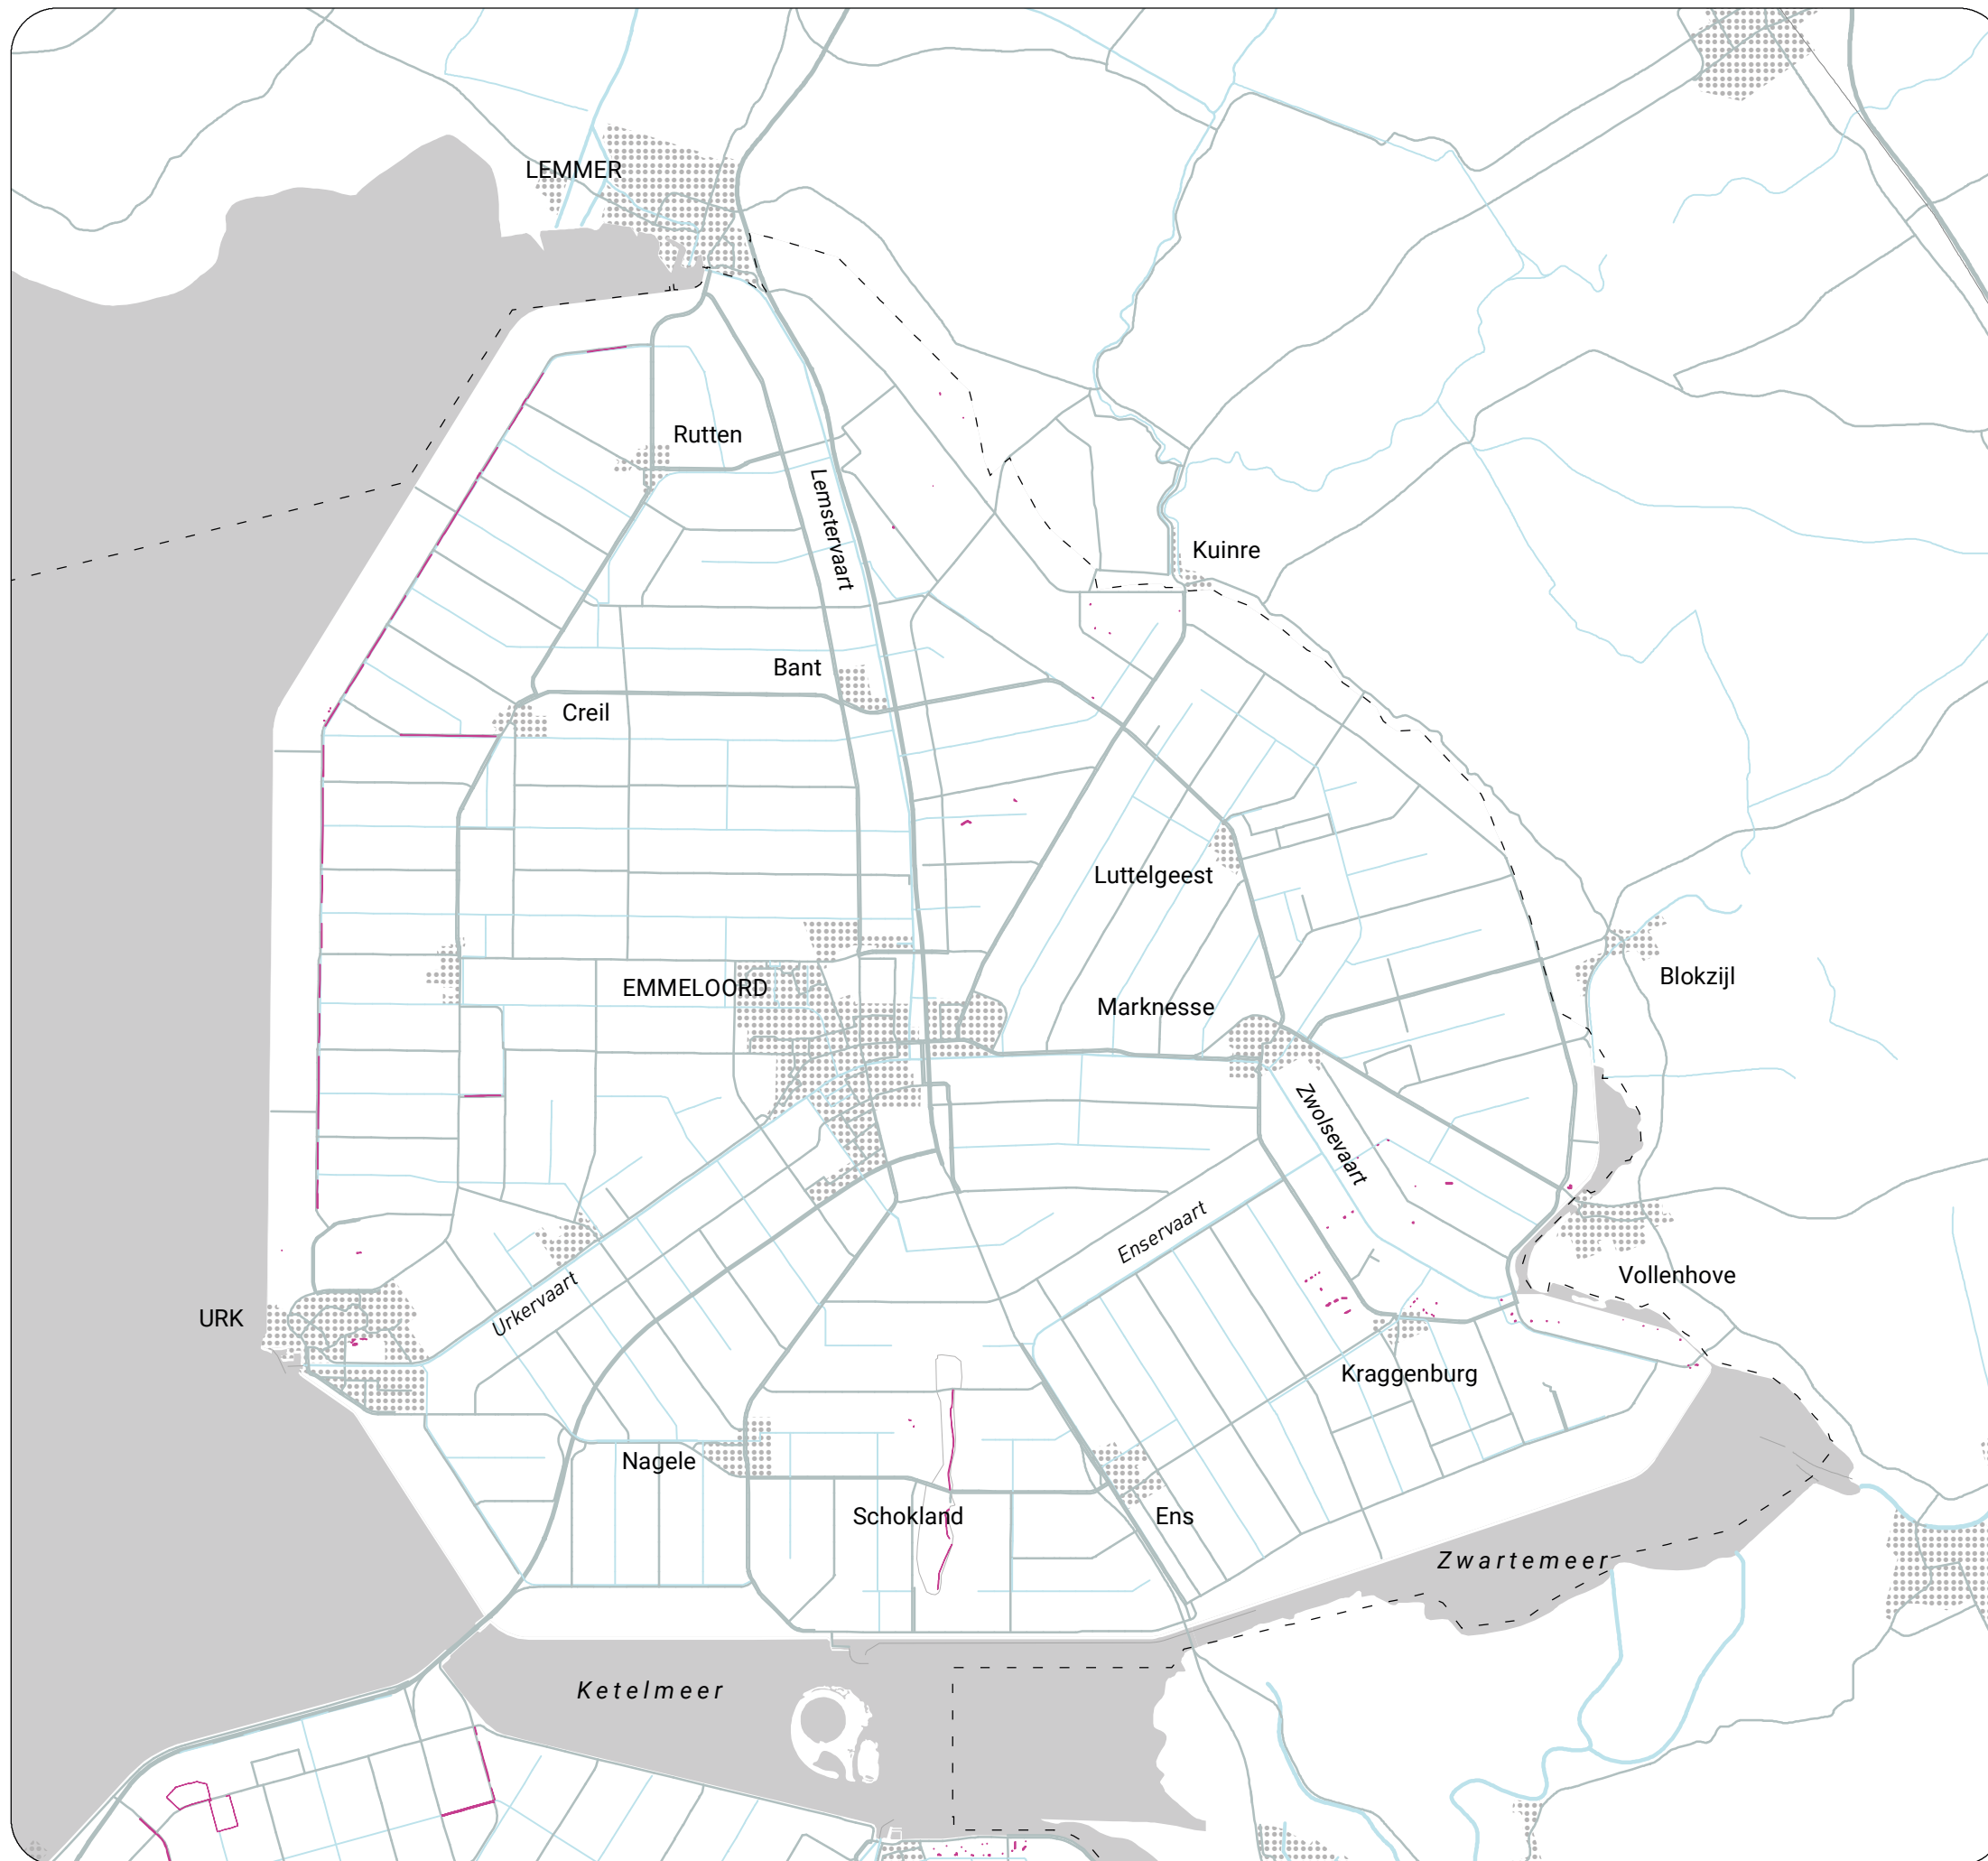 LEMMER
Rutten
Lemstervaart
Kuinre
Bant
Creil
Luttelgeest
EMMELOORD
Blokzijl
Marknesse
Zwolsevaart
Enservaart
Vollenhove
Urkervaart
URK
Kraggenburg
Nagele
Schokland
Ens
Zwartemeer
Ketelmeer